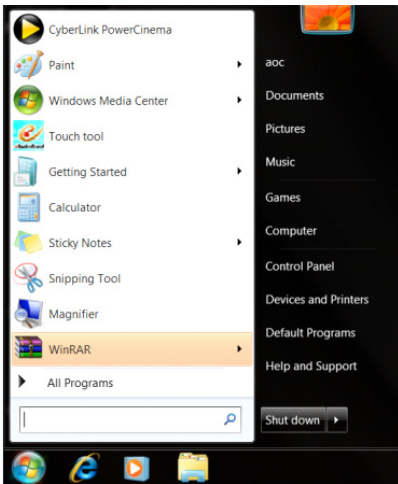 CyberLink PowerCinema
Paint
Windows Media Center
Touch tool
Getting Started
Calculator
Sticky Notes
Snipping Tool
Magnifier
WinRAR
All Programs
aoc
Documents
Pictures
Music
Games
Computer
Control Panel
Devices and Printers
Default Programs
Help and Support
Shut down